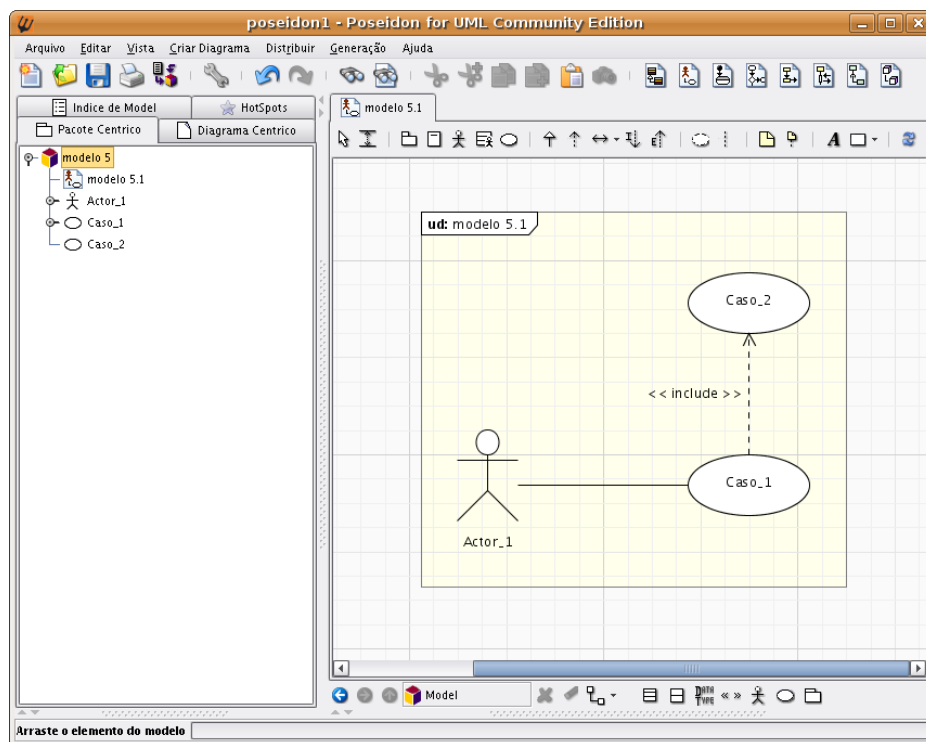 poseidon1 - Poseidon for UML Community Edition
Arquivo Editar Vista Criar Diagrama Distribuir Generação Ajuda
Indice de Model HotSpots
Pacote Centrico Diagrama Centrico
modelo 5
modelo 5.1
Actor_1
Caso_1
Caso_2
modelo 5.1
A
ud: modelo 5.1
Caso_2
<< include >>
Caso_1
Actor_1
Model
DATA
TYPE
« »
Arraste o elemento do modelo